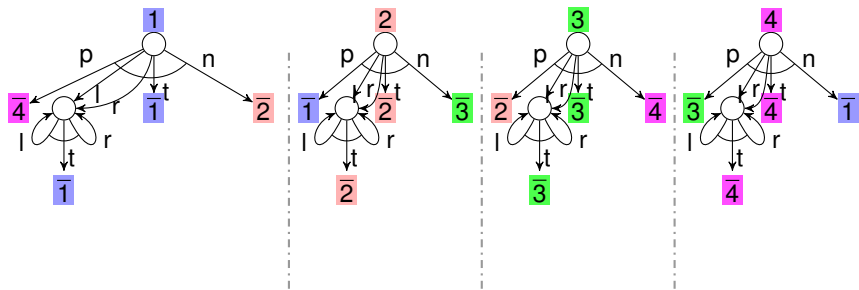 1 2 3 4
p n p n p n p n
l r t l r t l r t l r t
4̅ 1̅ 2̅ 1̅ 2̅ 3̅ 2̅ 3̅ 4̅ 3̅ 4̅ 1̅
l r l r l r l r
t t t t
1̅ 2̅ 3̅ 4̅